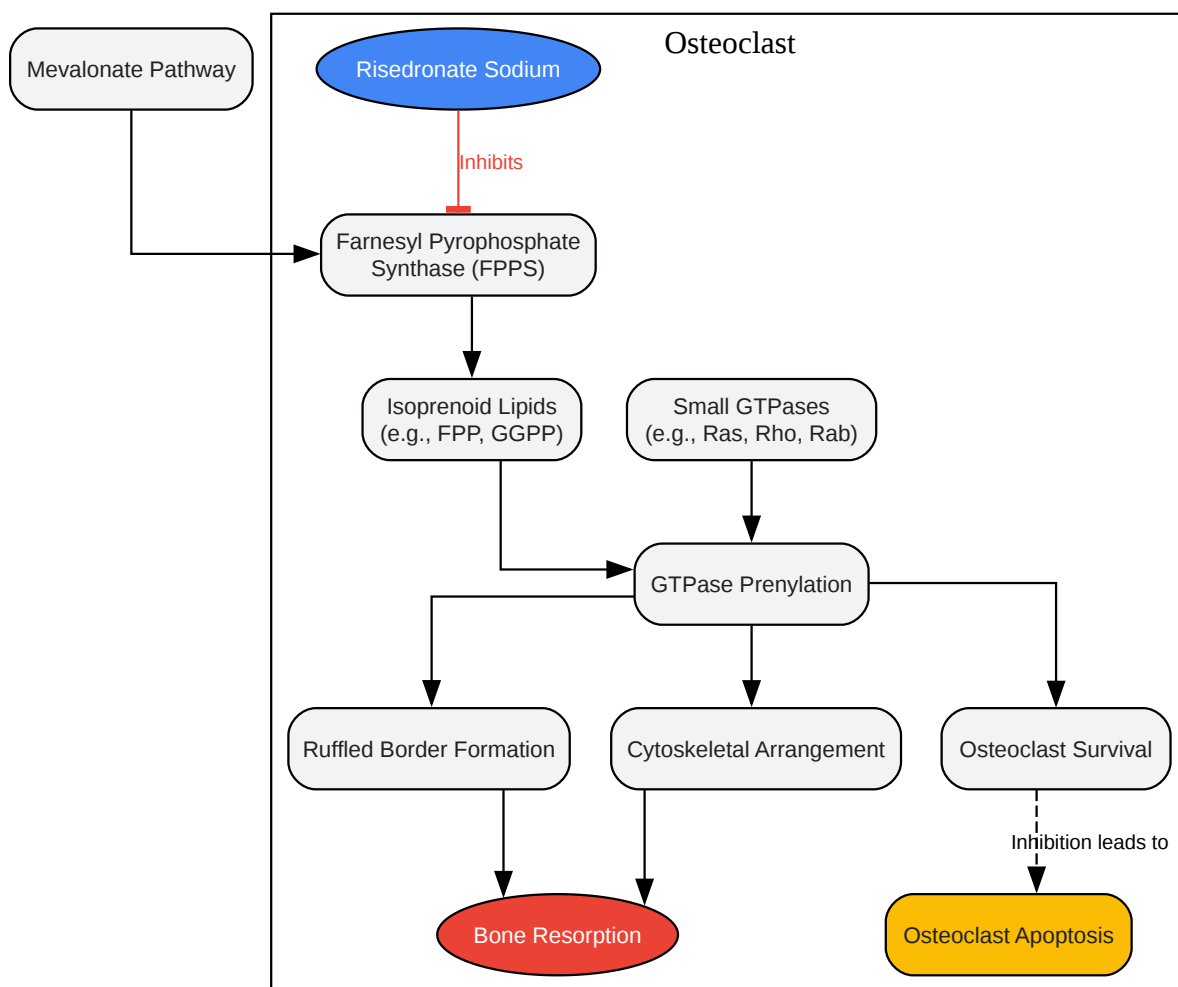 Osteoclast
Mevalonate Pathway
Risedronate Sodium
Inhibits
Farnesyl Pyrophosphate
Synthase (FPPS)
Isoprenoid Lipids
(e.g., FPP, GGPP)
Small GTPases
(e.g., Ras, Rho, Rab)
GTPase Prenylation
Ruffled Border Formation
Cytoskeletal Arrangement
Osteoclast Survival
Inhibition leads to
Bone Resorption
Osteoclast Apoptosis